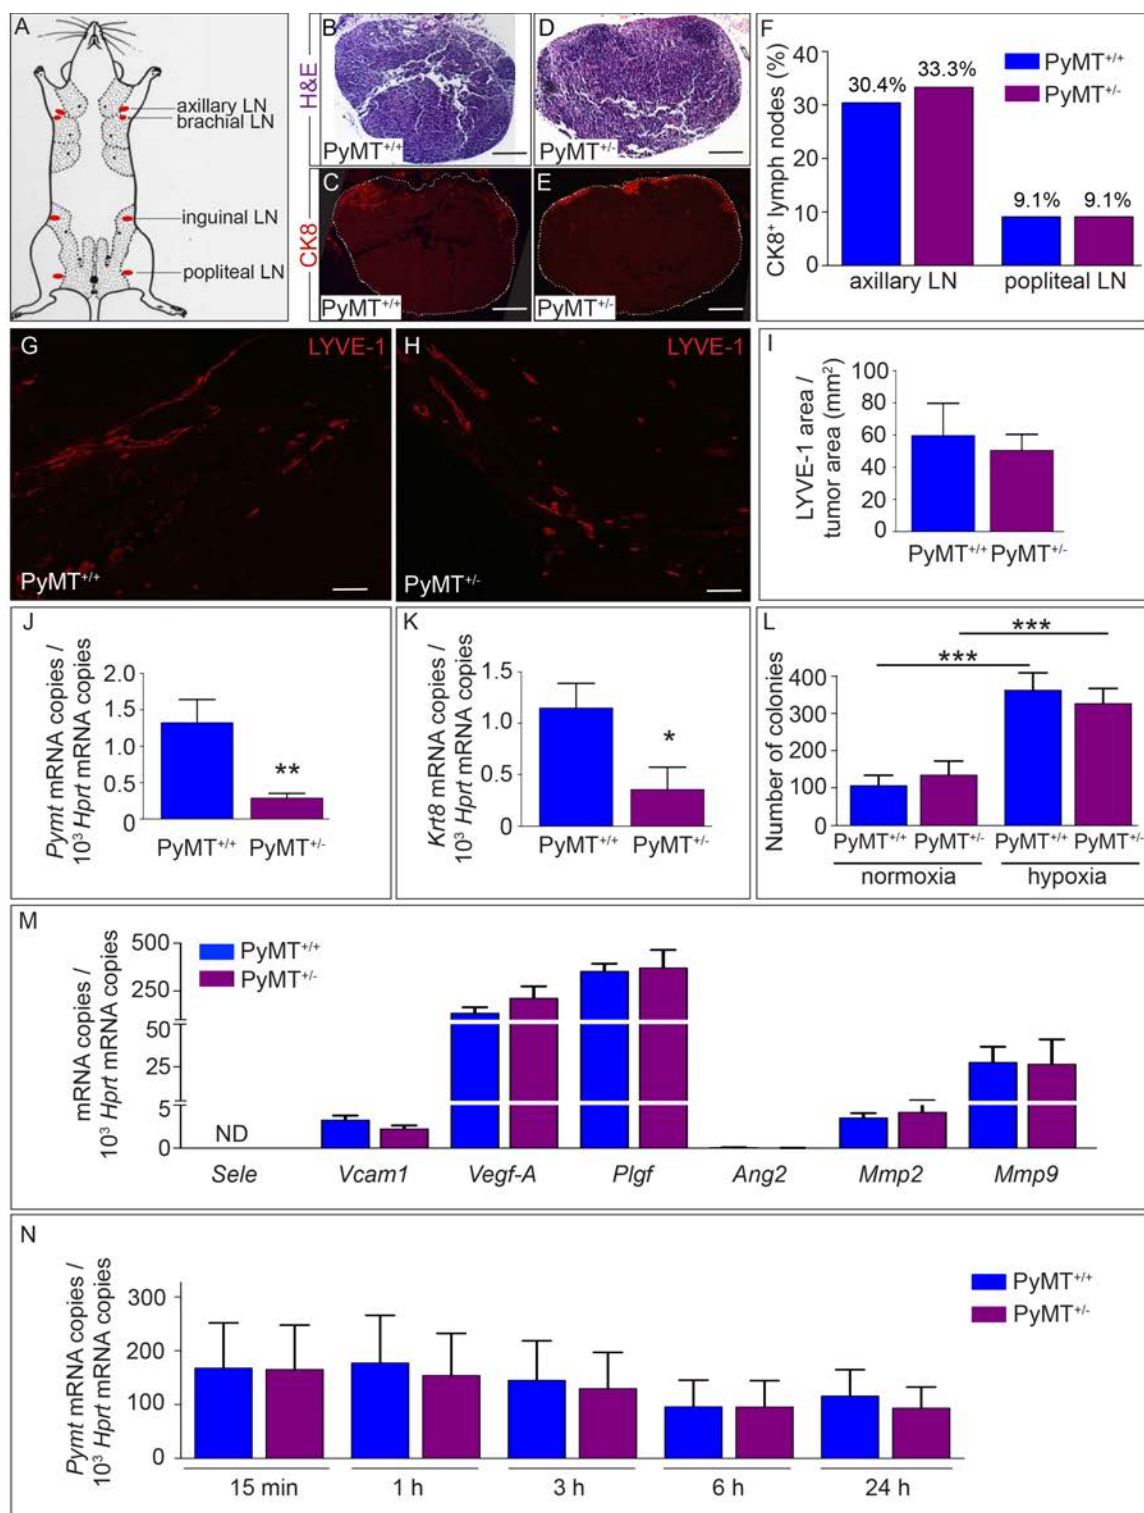 A
axillary LN
brachial LN
inguinal LN
popliteal LN
H&E
B
PyMT+/+
D
PyMT+/-
CK8
C
PyMT+/+
E
PyMT+/-
F
CK8+ lymph nodes (%)
40
30
20
10
0
30.4%
33.3%
9.1%
9.1%
axillary LN
popliteal LN
PyMT+/+
PyMT+/-
G
LYVE-1
PyMT+/+
H
LYVE-1
PyMT+/-
I
LYVE-1 area /
tumor area (mm²)
100
80
60
40
20
0
PyMT+/+ PyMT+/-
J
Pymt mRNA copies /
10³ Hprt mRNA copies
2.0
1.5
1.0
0.5
0
**
PyMT+/+ PyMT+/-
K
Krt8 mRNA copies /
10³ Hprt mRNA copies
1.5
1.0
0.5
0
*
PyMT+/+ PyMT+/-
L
Number of colonies
400
300
200
100
0
***
***
PyMT+/+ PyMT+/- PyMT+/+ PyMT+/-
normoxia hypoxia
M
mRNA copies /
10³ Hprt mRNA copies
500
250
50
25
5
0
PyMT+/+
PyMT+/-
ND
Sele Vcam1 Vegf-A Plgf Ang2 Mmp2 Mmp9
N
Pymt mRNA copies /
10³ Hprt mRNA copies
300
200
100
0
PyMT+/+
PyMT+/-
15 min 1 h 3 h 6 h 24 h